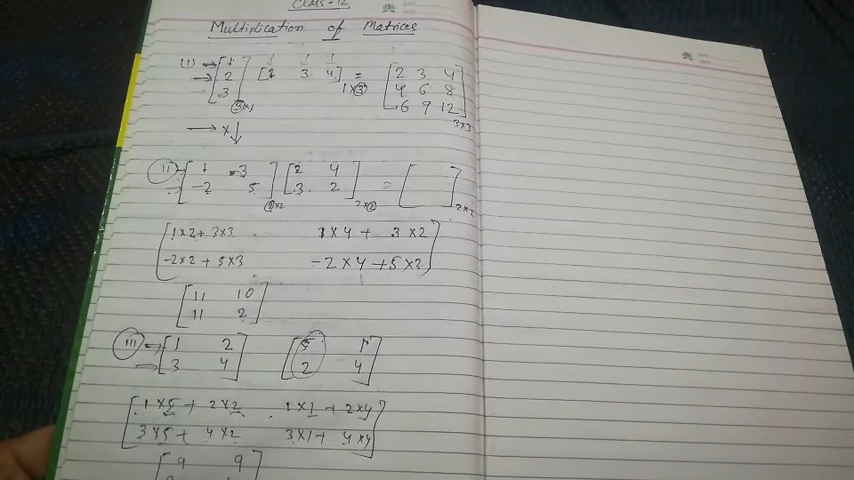 Class-12
Multiplication of Matrices
(i) → [1 2 3] 3×1 [2 3 4] 1×3 = [2 3 4
4 6 8
6 9 12] 3×3
→ × ↓
(ii) [1 3
-2 5] 2×2 [2 4
3 2] 2×2 = [ ] 2×2
[1×2+3×3 1×4+3×2
-2×2+5×3 -2×4+5×2]
[11 10
11 2]
(iii) → [1 2
→ 3 4] [5 1
2 4]
[1×5+2×2 1×1+2×4
3×5+4×2 3×1+4×4]
[9 9